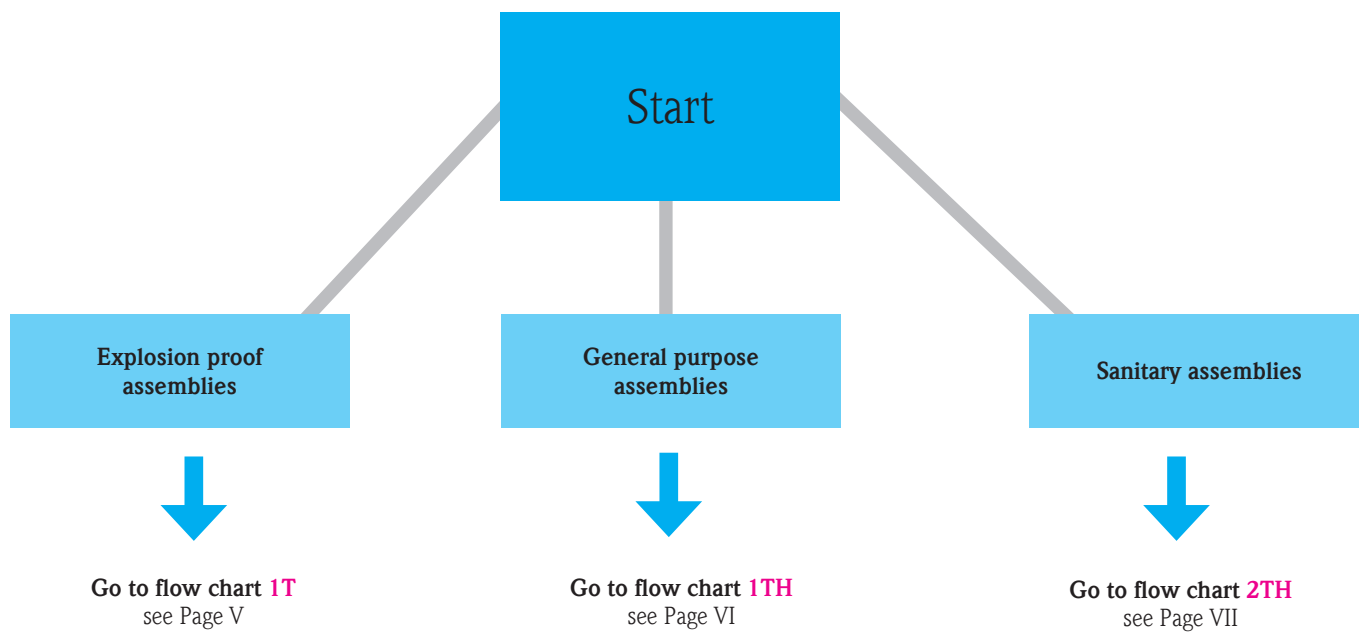 Start
Explosion proof
assemblies
General purpose
assemblies
Sanitary assemblies
Go to flow chart 1T
see Page V
Go to flow chart 1TH
see Page VI
Go to flow chart 2TH
see Page VII